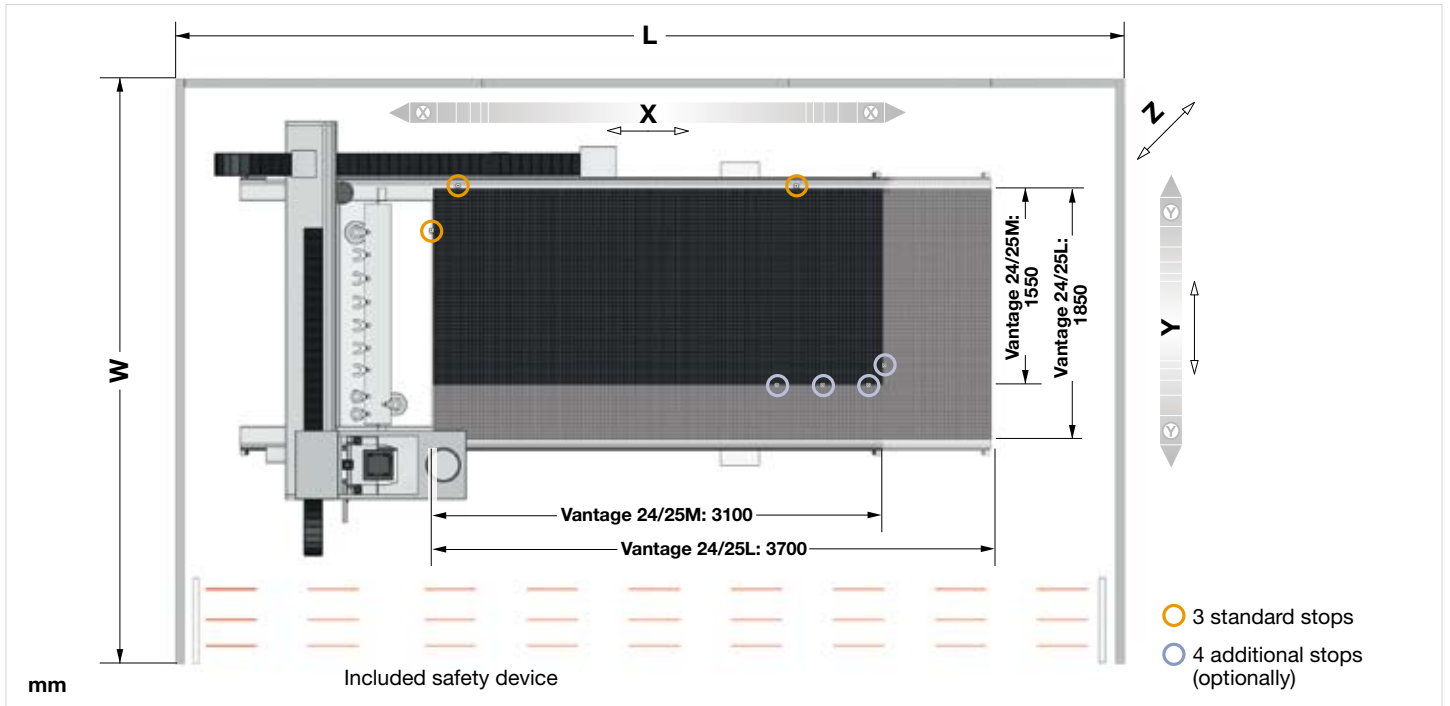 L
X
X
X
Z
W
Vantage 24/25M:
1550
Vantage 24/25L:
1850
Y
Y
Y
Vantage 24/25M: 3100
Vantage 24/25L: 3700
3 standard stops
4 additional stops
(optionally)
Included safety device
mm